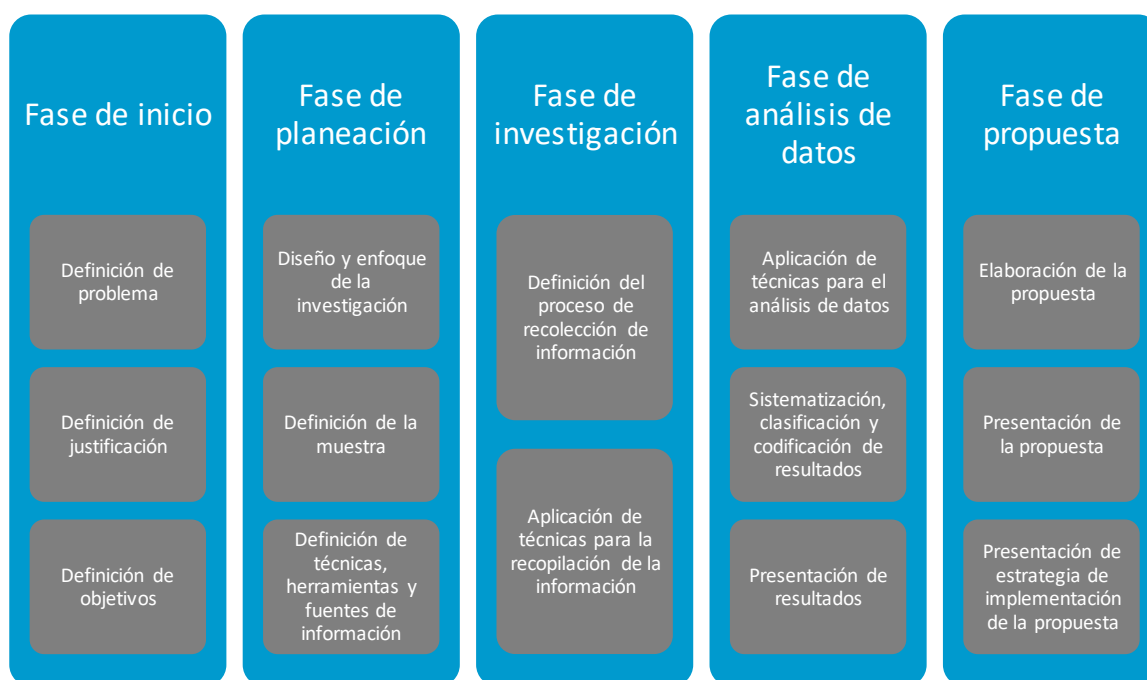 Fase de inicio
Definición de
problema
Definición de
justificación
Definición de
objetivos
Fase de
planeación
Diseño y enfoque
de la
investigación
Definición de la
muestra
Definición de
técnicas,
herramientas y
fuentes de
información
Fase de
investigación
Definición del
proceso de
recolección de
información
Aplicación de
técnicas para la
recopilación de la
información
Fase de
análisis de
datos
Aplicación de
técnicas para el
análisis de datos
Sistematización,
clasificación y
codificación de
resultados
Presentación de
resultados
Fase de
propuesta
Elaboración de la
propuesta
Presentación de
la propuesta
Presentación de
estrategia de
implementación
de la propuesta